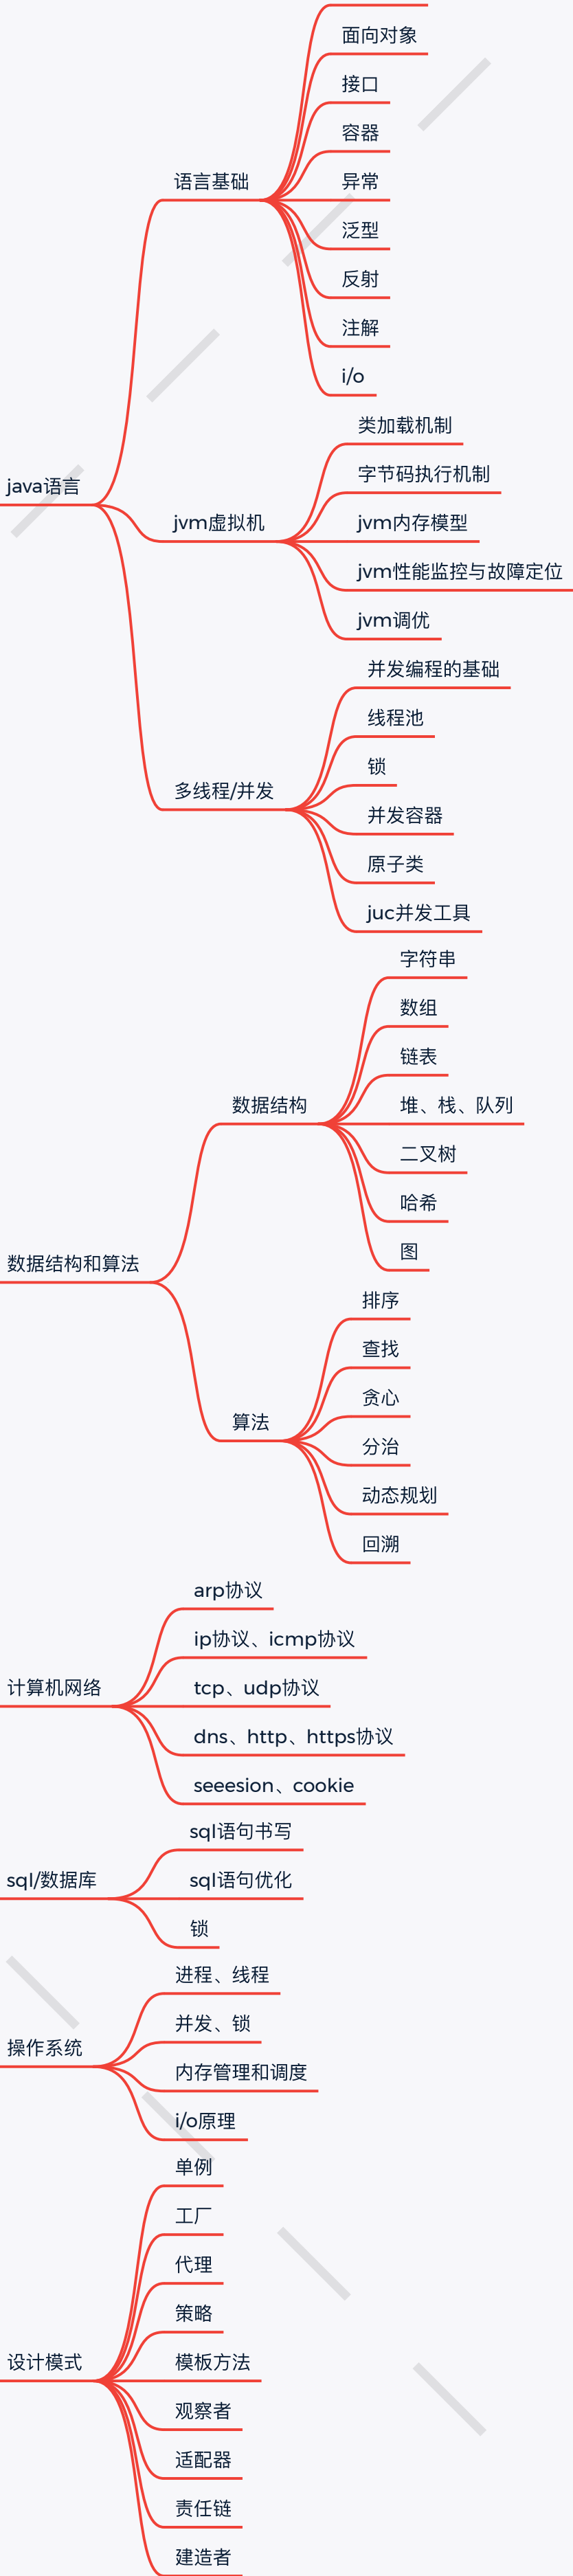 面向对象
接口
容器
语言基础
异常
泛型
反射
注解
i/o
类加载机制
字节码执行机制
java语言
jvm虚拟机
jvm内存模型
jvm性能监控与故障定位
jvm调优
并发编程的基础
线程池
锁
多线程/并发
并发容器
原子类
juc并发工具
字符串
数组
链表
数据结构
堆、栈、队列
二叉树
哈希
图
数据结构和算法
排序
查找
贪心
算法
分治
动态规划
回溯
arp协议
ip协议、icmp协议
计算机网络
tcp、udp协议
dns、http、https协议
seeesion、cookie
sql语句书写
sql/数据库
sql语句优化
锁
进程、线程
并发、锁
操作系统
内存管理和调度
i/o原理
单例
工厂
代理
策略
设计模式
模板方法
观察者
适配器
责任链
建造者